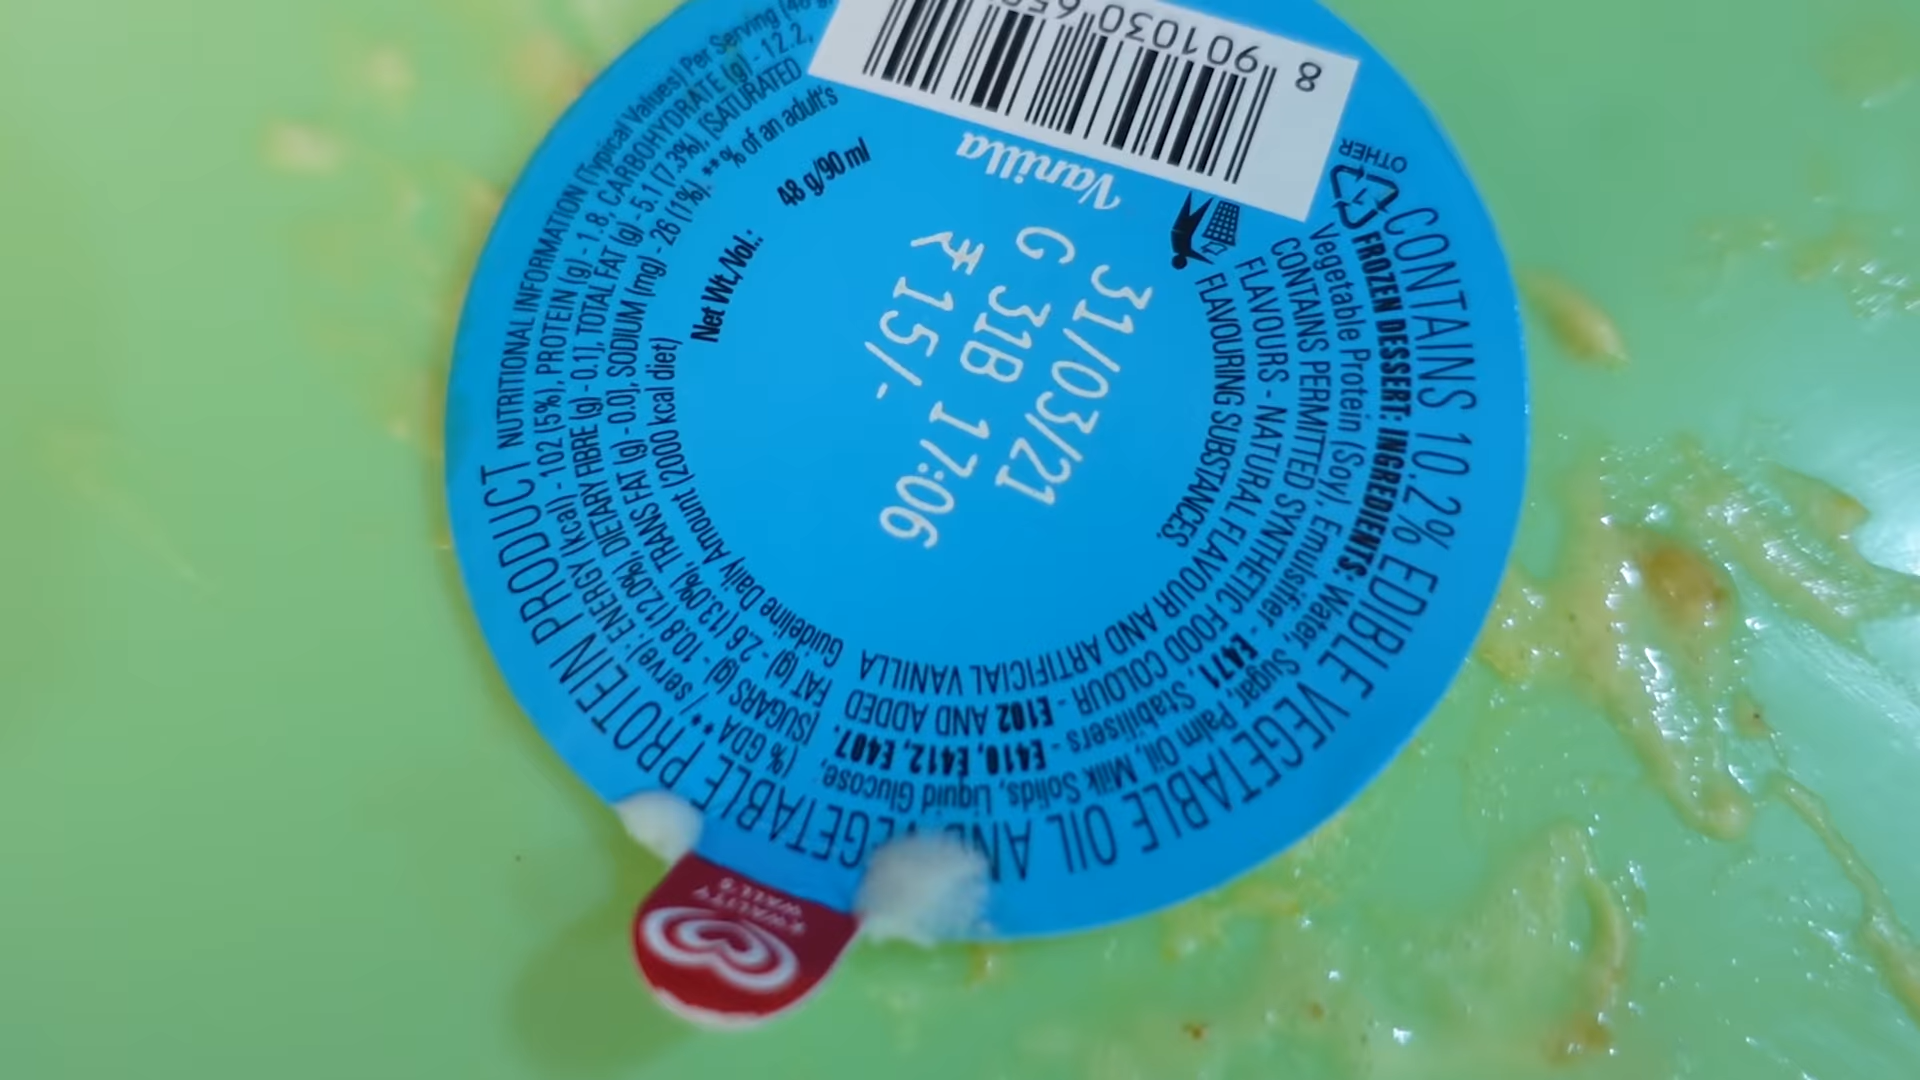 CONTAINS 10.2% EDIBLE VEGETABLE OIL AND VEGETABLE PROTEIN PRODUCT
FROZEN DESSERT: INGREDIENTS: Water, Sugar, Palm Oil, Milk Solids, Liquid Glucose,
Vegetable Protein (Soy), Emulsifier - E471, Stabilisers - E410, E412, E407.
CONTAINS PERMITTED SYNTHETIC FOOD COLOUR - E102 AND ADDED
FLAVOURS - NATURAL FLAVOUR AND ARTIFICIAL VANILLA
FLAVOURING SUBSTANCES.
NUTRITIONAL INFORMATION (Typical Values) Per Serving
(% GDA** / serve): ENERGY (kcal) - 102 (5%), PROTEIN (g) - 1.8, CARBOHYDRATE (g) - 12.2,
[SUGARS (g) - 10.8 (12.0%), DIETARY FIBRE (g) - 0.1], TOTAL FAT (g) - 5.1 (7.3%), [SATURATED
FAT (g) - 2.6 (13.0%), TRANS FAT (g) - 0.0], SODIUM (mg) - 26 (1%). **% of an adult's
Guideline Daily Amount (2000 kcal diet)
Net Wt./Vol.: 48 g/90 ml
Vanilla
31/03/21
G 31B 17:06
₹ 15/-
8 901030
OTHER
KWALITY
WALL'S